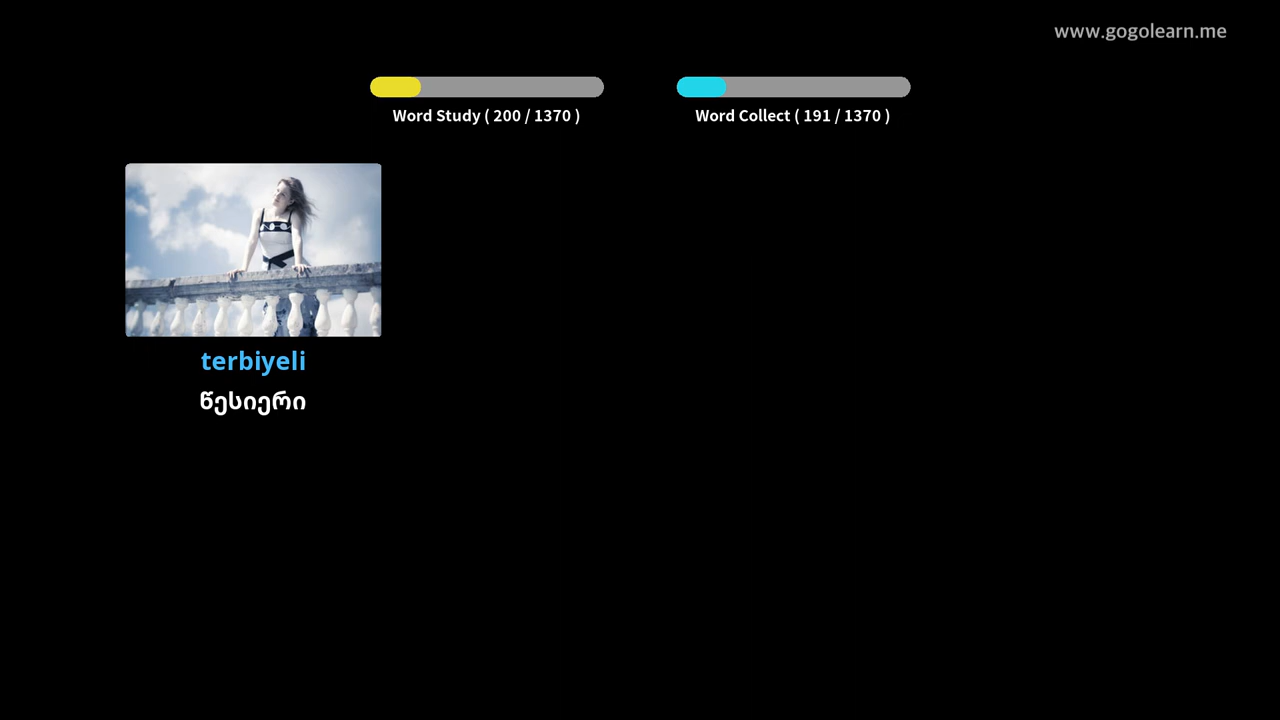 www.gogolearn.me
Word Study ( 200 / 1370 )
Word Collect ( 191 / 1370 )
terbiyeli
წესიერი